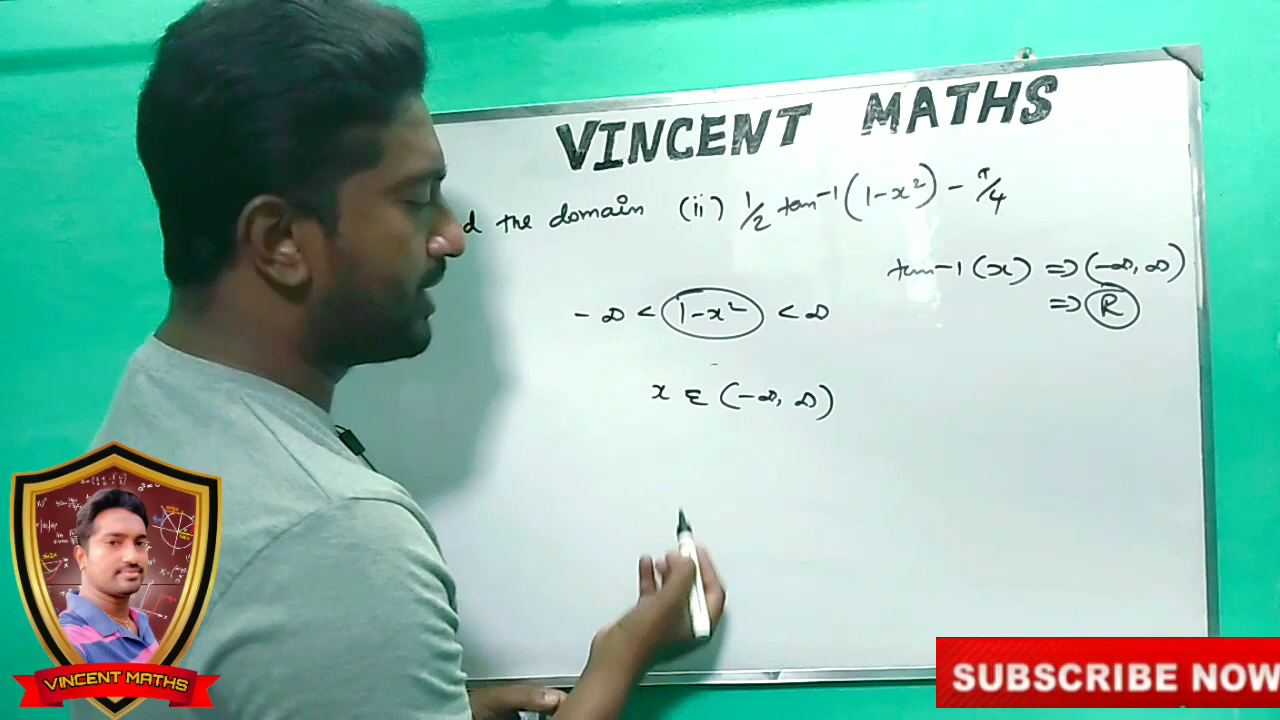 VINCENT MATHS
d the domain (ii) 1/2 tan⁻¹(1-x²) - π/4
tan-1(x) ⇒ (-∞, ∞)
⇒ R
-∞ < 1-x² < ∞
x ∈ (-∞, ∞)
VINCENT MATHS
SUBSCRIBE NOW